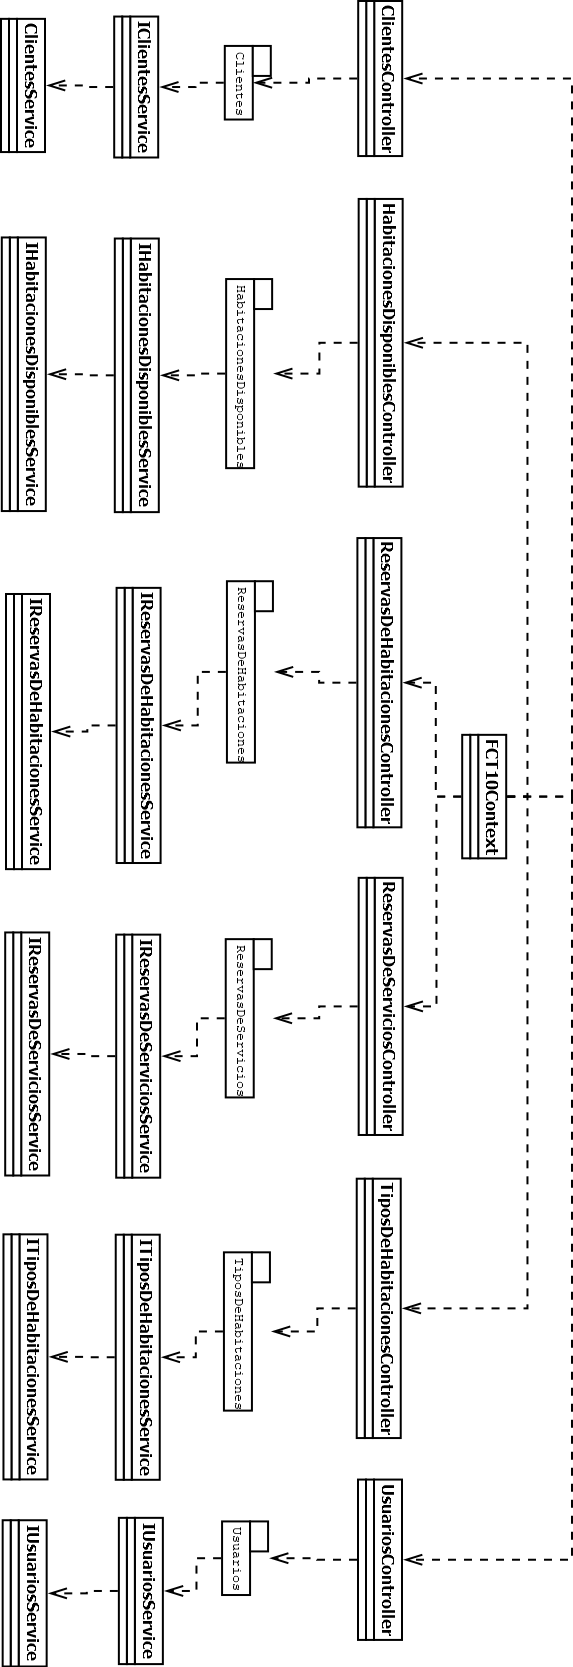 FCT10Context
ClientesController
HabitacionesDisponiblesController
ReservasDeHabitacionesController
ReservasDeServiciosController
TiposDeHabitacionesController
UsuariosController
Clientes
HabitacionesDisponibles
ReservasDeHabitaciones
ReservasDeServicios
TiposDeHabitaciones
Usuarios
IClientesService
IHabitacionesDisponiblesService
IReservasDeHabitacionesService
IReservasDeServiciosService
ITiposDeHabitacionesService
IUsuariosService
ClientesService
IHabitacionesDisponiblesService
IReservasDeHabitacionesService
IReservasDeServiciosService
ITiposDeHabitacionesService
IUsuariosService